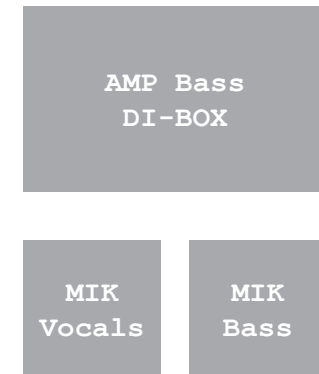 AMP Bass
DI-BOX
MIK
Vocals
MIK
Bass